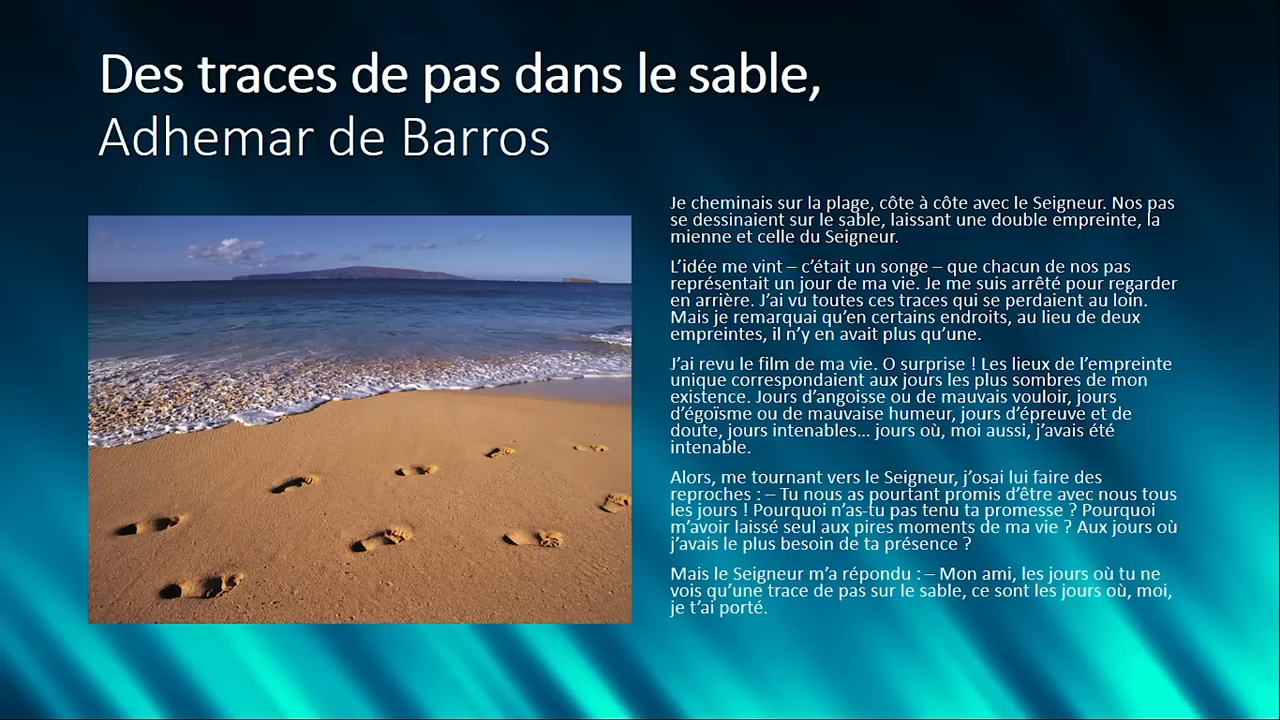 Des traces de pas dans le sable,
Adhemar de Barros
Je cheminais sur la plage, côte à côte avec le Seigneur. Nos pas
se dessinaient sur le sable, laissant une double empreinte, la
mienne et celle du Seigneur.
L’idée me vint – c’était un songe – que chacun de nos pas
représentait un jour de ma vie. Je me suis arrêté pour regarder
en arrière. J’ai vu toutes ces traces qui se perdaient au loin.
Mais je remarquai qu’en certains endroits, au lieu de deux
empreintes, il n’y en avait plus qu’une.
J’ai revu le film de ma vie. O surprise ! Les lieux de l’empreinte
unique correspondaient aux jours les plus sombres de mon
existence. Jours d’angoisse ou de mauvais vouloir, jours
d’égoïsme ou de mauvaise humeur, jours d’épreuve et de
doute, jours intenables… jours où, moi aussi, j’avais été
intenable.
Alors, me tournant vers le Seigneur, j’osai lui faire des
reproches : – Tu nous as pourtant promis d’être avec nous tous
les jours ! Pourquoi n’as-tu pas tenu ta promesse ? Pourquoi
m’avoir laissé seul aux pires moments de ma vie ? Aux jours où
j’avais le plus besoin de ta présence ?
Mais le Seigneur m’a répondu : – Mon ami, les jours où tu ne
vois qu’une trace de pas sur le sable, ce sont les jours où, moi,
je t’ai porté.